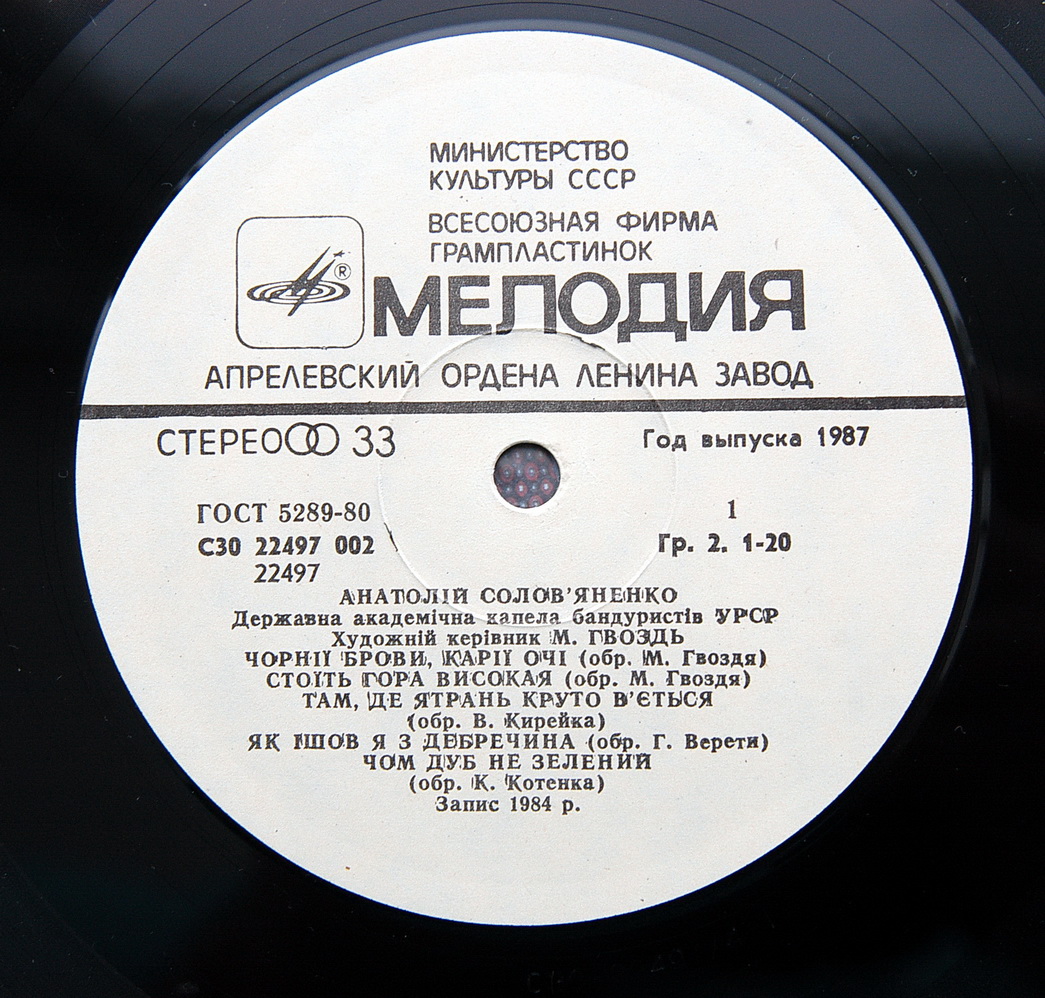 МИНИСТЕРСТВО
КУЛЬТУРЫ СССР
ВСЕСОЮЗНАЯ ФИРМА
ГРАМПЛАСТИНОК
®
МЕЛОДИЯ
АПРЕЛЕВСКИЙ ОРДЕНА ЛЕНИНА ЗАВОД
СТЕРЕО 33
Год выпуска 1987
ГОСТ 5289-80
1
С30 22497 002
Гр. 2. 1-20
22497
АНАТОЛІЙ СОЛОВ'ЯНЕНКО
Державна академічна капела бандуристів УРСР
Художній керівник М. ГВОЗДЬ
ЧОРНІЇ БРОВИ, КАРІЇ ОЧІ (обр. М. Гвоздя)
СТОЇТЬ ГОРА ВИСОКАЯ (обр. М. Гвоздя)
ТАМ, ДЕ ЯТРАНЬ КРУТО В'ЄТЬСЯ
(обр. В. Кирейка)
ЯК ІШОВ Я З ДЕБРЕЧИНА (обр. Г. Верети)
ЧОМ ДУБ НЕ ЗЕЛЕНИЙ
(обр. К. Котенка)
Запис 1984 р.